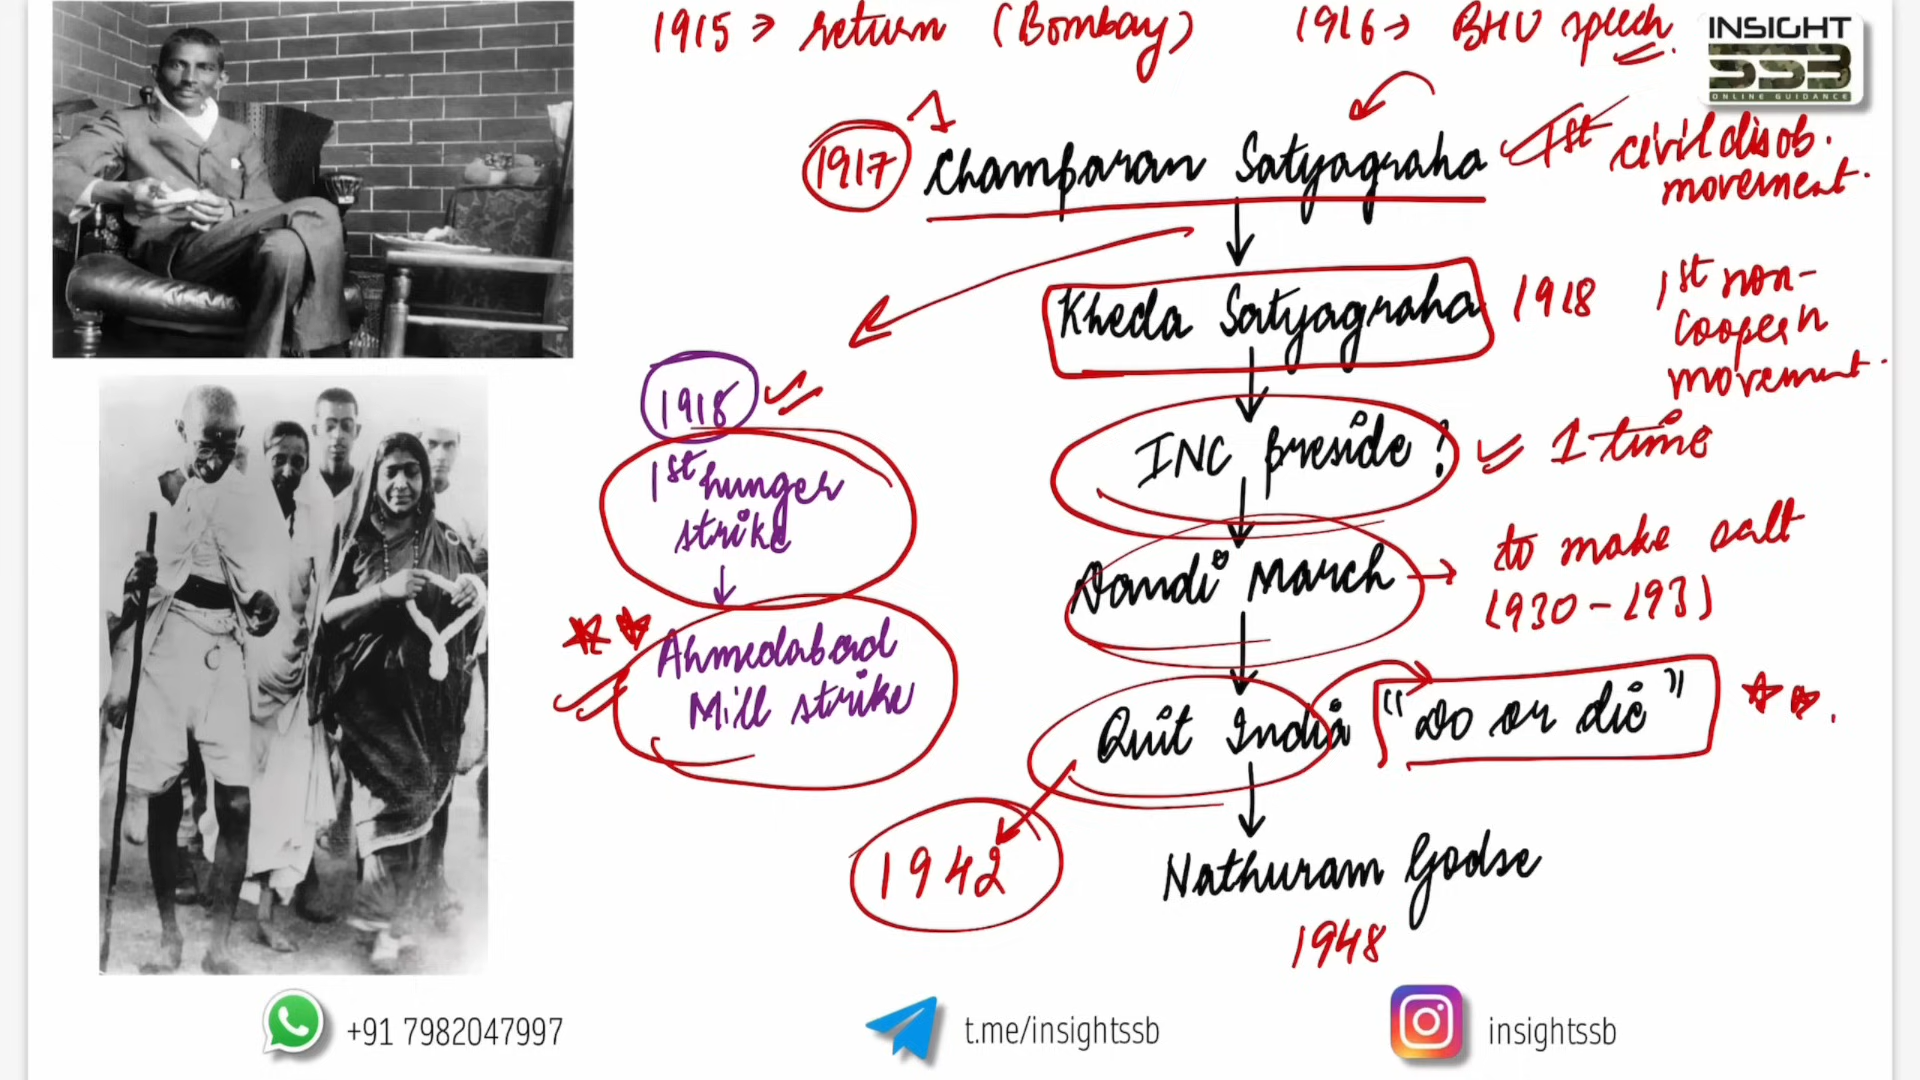 1915 → return (Bombay)
1916 → BHU speech
INSIGHT
SSB
ONLINE GUIDANCE
1
1917
Champaran Satyagraha
1st civil disob.
movement.
Kheda Satyagraha
1918
1st non-
coopern
movement.
1918
1st hunger
strike
Ahmedabad
Mill strike
INC preside?
1 time
Dandi March
to make salt
1930-1931
Quit India
"Do or die"
1942
Nathuram Godse
1948
+91 7982047997
t.me/insightssb
insightssb